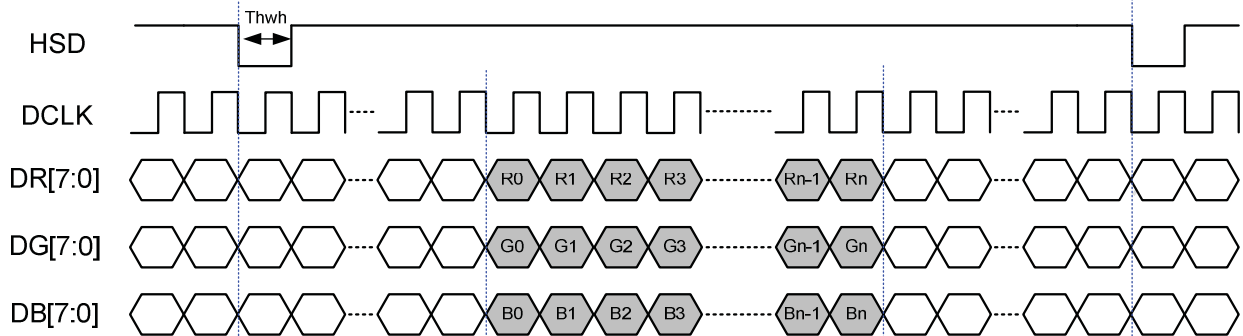 Thwh
HSD
DCLK
DR[7:0] R0 R1 R2 R3 Rn-1 Rn
DG[7:0] G0 G1 G2 G3 Gn-1 Gn
DB[7:0] B0 B1 B2 B3 Bn-1 Bn